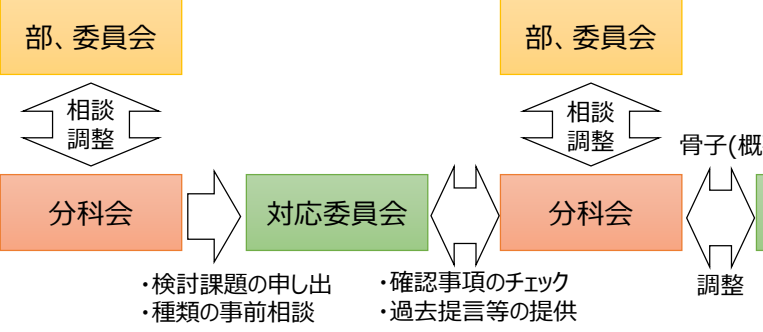 部、委員会
部、委員会
相談
調整
相談
調整
骨子(概
分科会
対応委員会
分科会
・検討課題の申し出
・種類の事前相談
・確認事項のチェック
・過去提言等の提供
調整